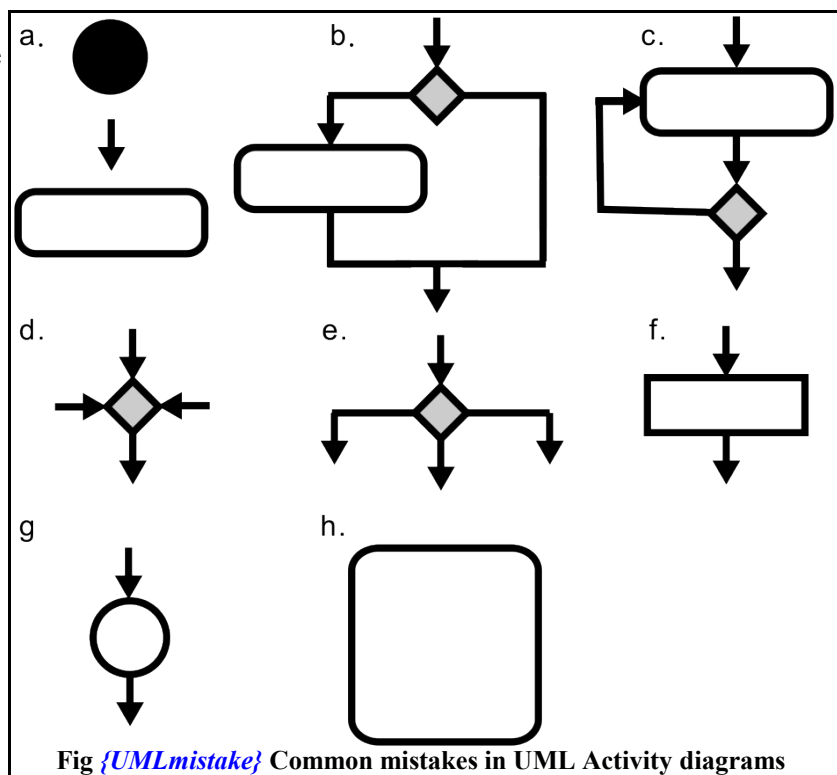 a.
b.
c.
e
d.
e.
f.
g
h.
Fig {UMLmistake} Common mistakes in UML Activity diagrams